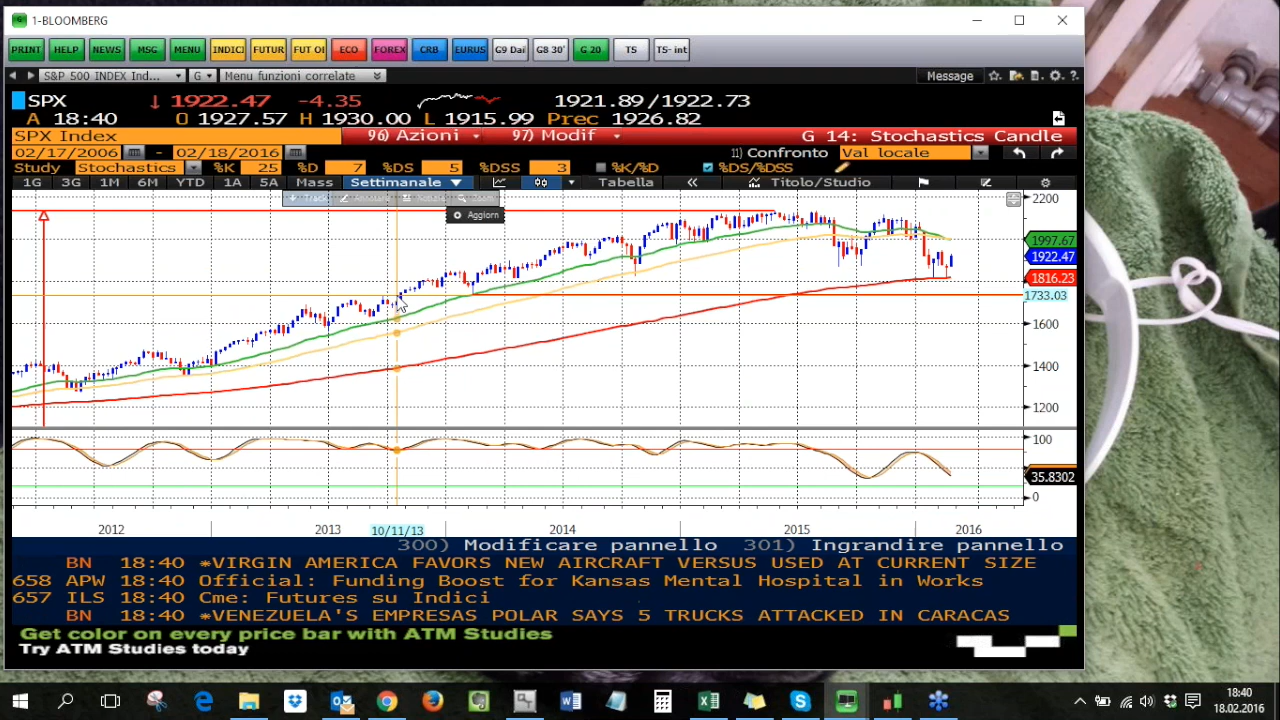 1-BLOOMBERG
PRINT HELP NEWS MSG MENU INDICI FUTUR FUT OI ECO FOREX CRB EURUS G9 Dai G8 30' G 20 TS TS- int
S&P 500 INDEX Ind... G Menu funzioni correlate Message
SPX ↓ 1922.47 -4.35 1921.89/1922.73
A 18:40 O 1927.57 H 1930.00 L 1915.99 Prec 1926.82
SPX Index 96) Azioni 97) Modif G 14: Stochastics Candle
02/17/2006 - 02/18/2016 11) Confronto Val locale
Study Stochastics %K 25 %D 7 %DS 5 %DSS 3 %K/%D %DS/%DSS
1G 3G 1M 6M YTD 1A 5A Mass Settimanale Tabella Titolo/Studio
Aggiorn
2200
1997.67
1922.47
1816.23
1733.03
1600
1400
1200
100
35.8302
0
2012 2013 10/11/13 2014 2015 2016
300) Modificare pannello 301) Ingrandire pannello
BN 18:40 *VIRGIN AMERICA FAVORS NEW AIRCRAFT VERSUS USED AT CURRENT SIZE
658 APW 18:40 Official: Funding Boost for Kansas Mental Hospital in Works
657 ILS 18:40 Cme: Futures su Indici
BN 18:40 *VENEZUELA'S EMPRESAS POLAR SAYS 5 TRUCKS ATTACKED IN CARACAS
Get color on every price bar with ATM Studies
Try ATM Studies today
18:40
18.02.2016